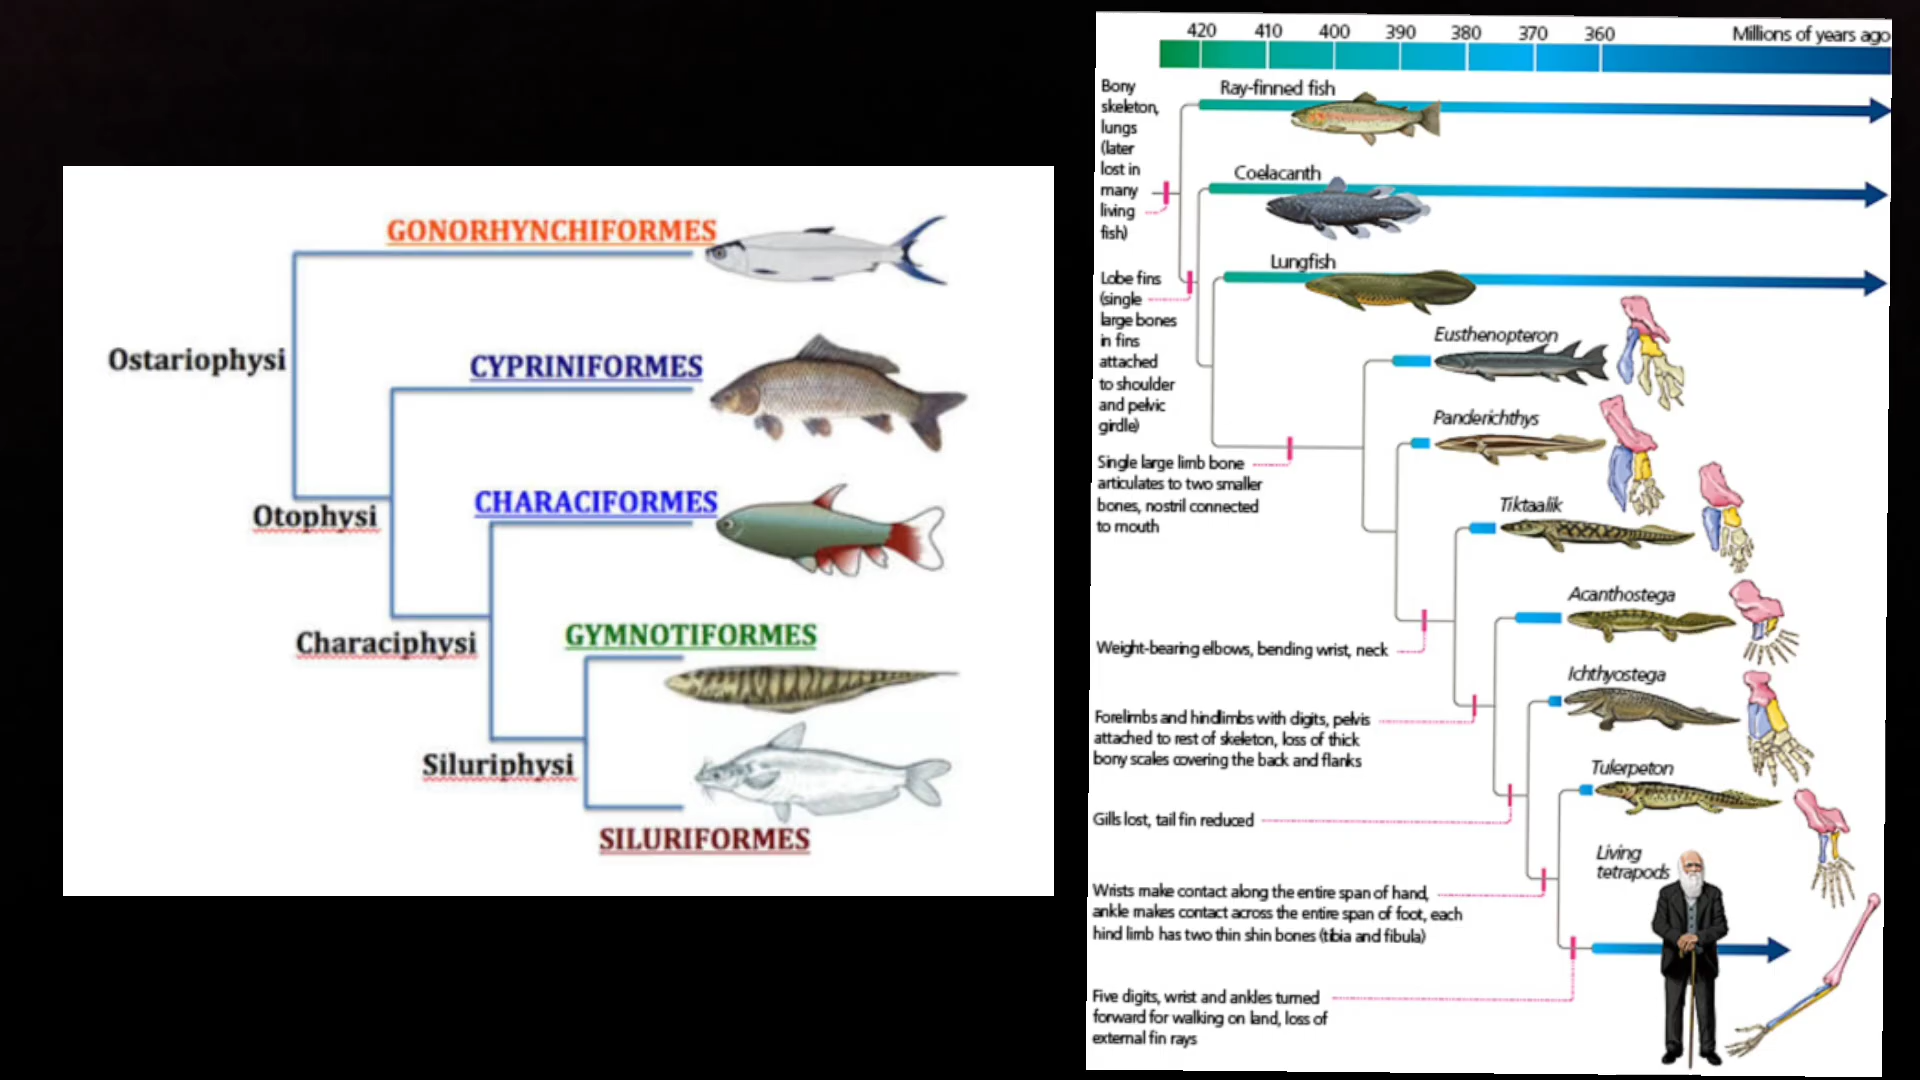 GONORHYNCHIFORMES
Ostariophysi
CYPRINIFORMES
CHARACIFORMES
Otophysi
GYMNOTIFORMES
Characiphysi
Siluriphysi
SILURIFORMES
420 410 400 390 380 370 360 Millions of years ago
Bony
skeleton,
lungs
(later
lost in
many
living
fish)
Ray-finned fish
Coelacanth
Lungfish
Lobe fins
(single
large bones
in fins
attached
to shoulder
and pelvic
girdle)
Eusthenopteron
Panderichthys
Single large limb bone
articulates to two smaller
bones, nostril connected
to mouth
Tiktaalik
Acanthostega
Weight-bearing elbows, bending wrist, neck
Ichthyostega
Forelimbs and hindlimbs with digits, pelvis
attached to rest of skeleton, loss of thick
bony scales covering the back and flanks
Tulerpeton
Gills lost, tail fin reduced
Living
tetrapods
Wrists make contact along the entire span of hand,
ankle makes contact across the entire span of foot, each
hind limb has two thin shin bones (tibia and fibula)
Five digits, wrist and ankles turned
forward for walking on land, loss of
external fin rays